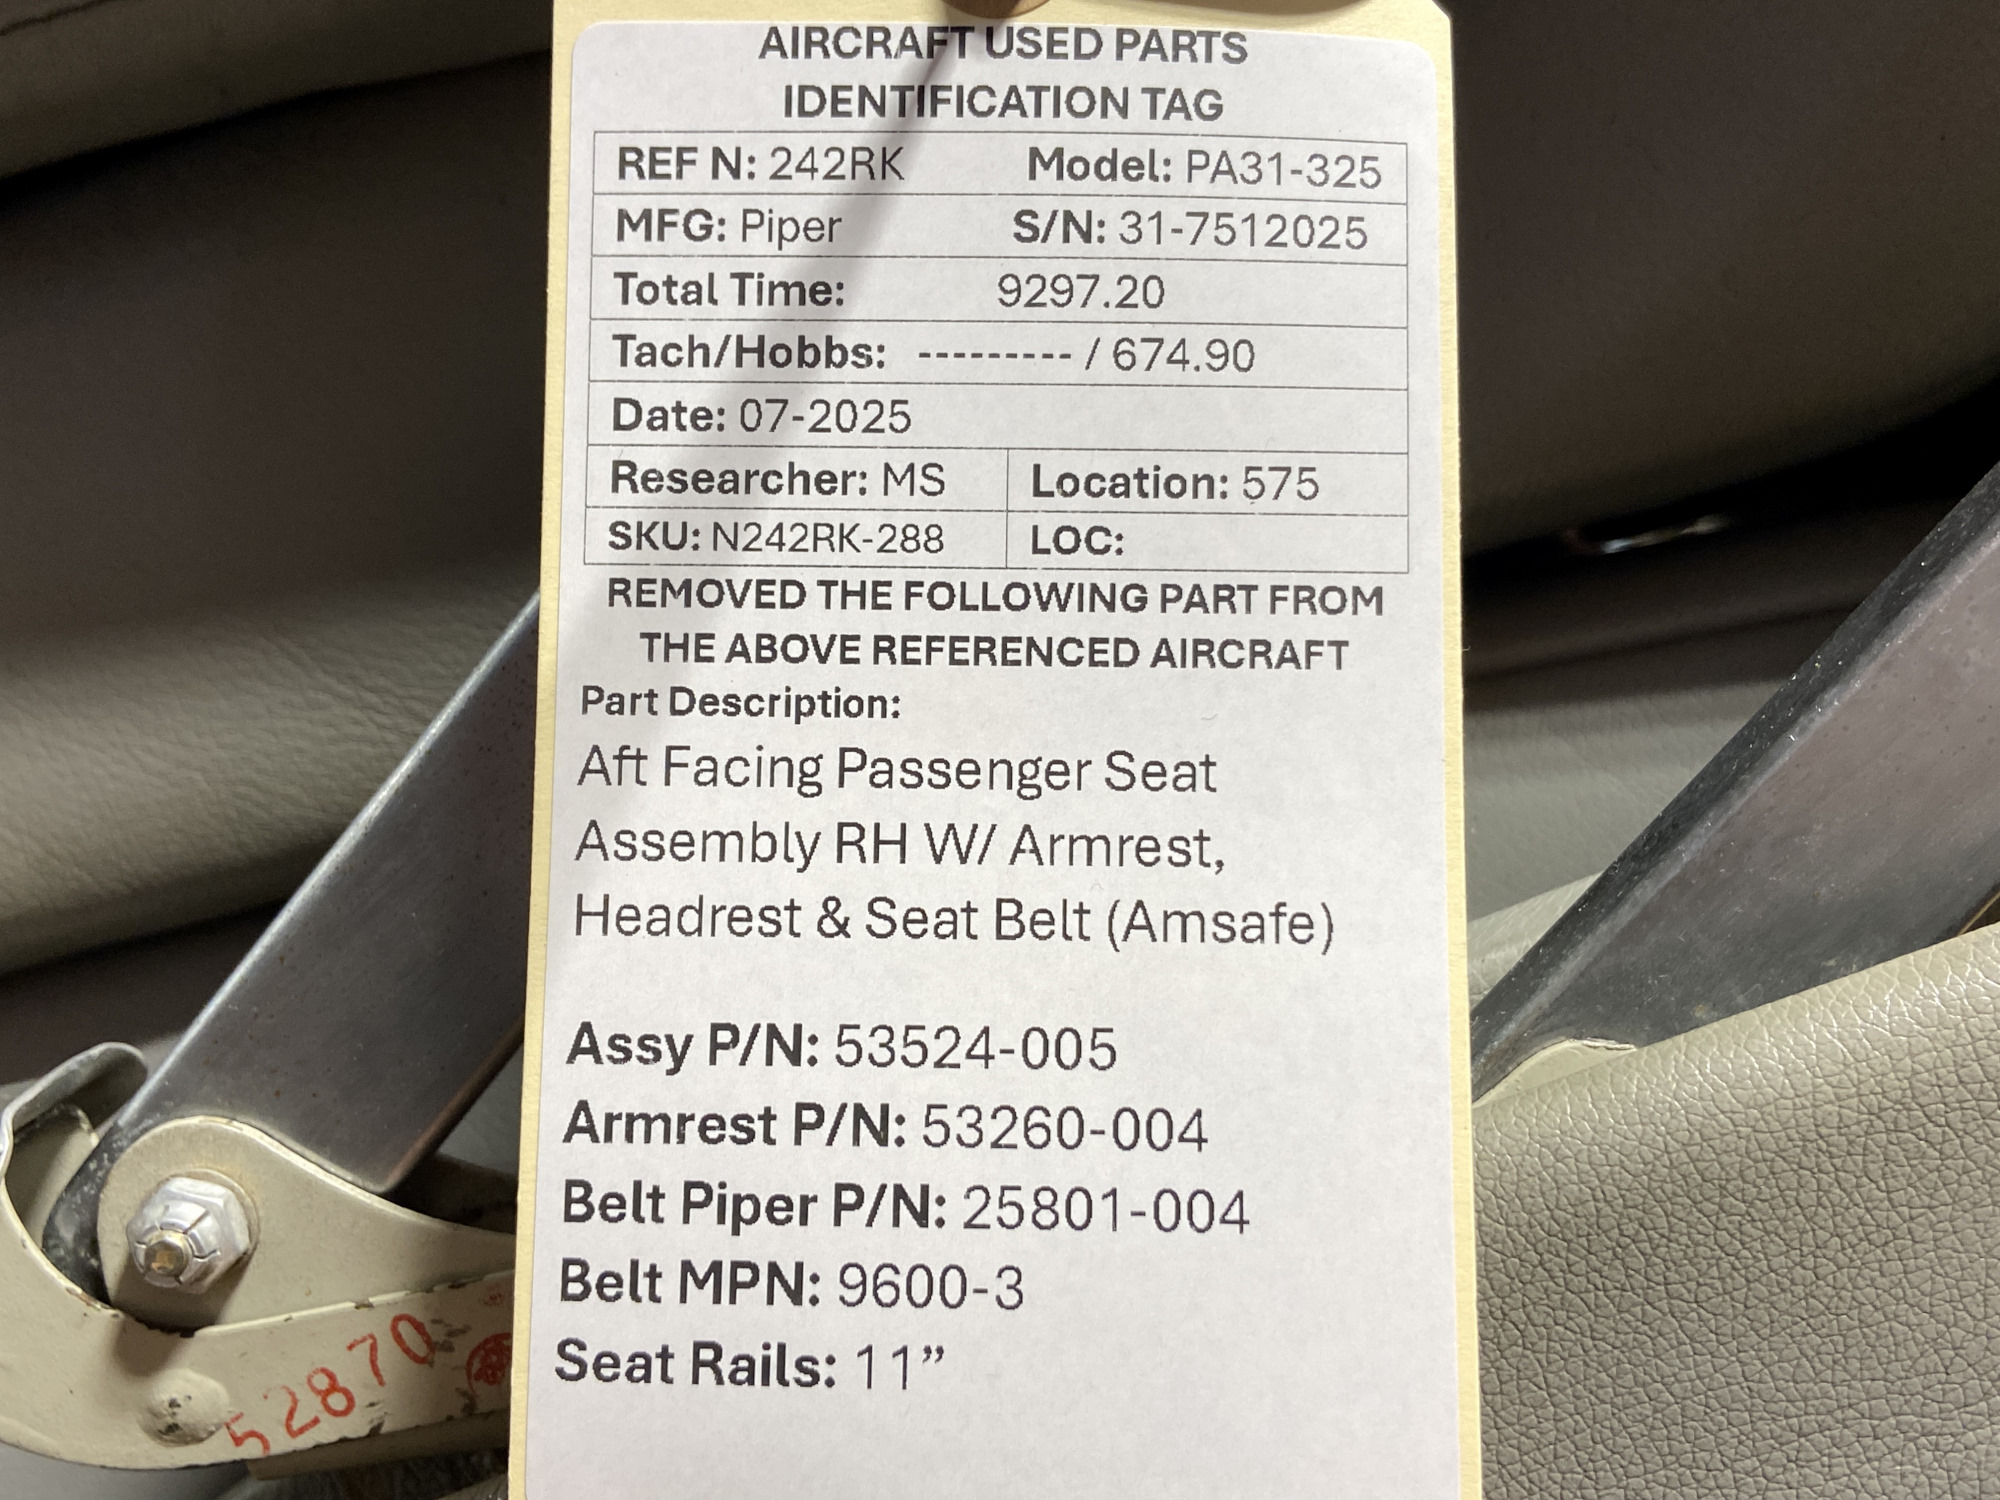 AIRCRAFT USED PARTS
IDENTIFICATION TAG
REF N: 242RK Model: PA31-325
MFG: Piper S/N: 31-7512025
Total Time: 9297.20
Tach/Hobbs: --------- / 674.90
Date: 07-2025
Researcher: MS Location: 575
SKU: N242RK-288 LOC:
REMOVED THE FOLLOWING PART FROM
THE ABOVE REFERENCED AIRCRAFT
Part Description:
Aft Facing Passenger Seat
Assembly RH W/ Armrest,
Headrest & Seat Belt (Amsafe)
Assy P/N: 53524-005
Armrest P/N: 53260-004
Belt Piper P/N: 25801-004
Belt MPN: 9600-3
Seat Rails: 11”
52870